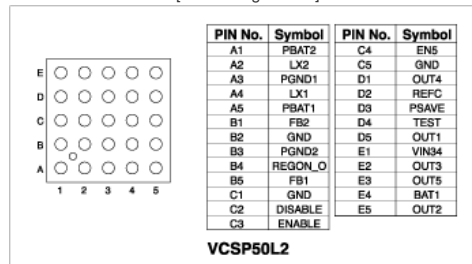 PIN No. Symbol PIN No. Symbol
A1 PBAT2 C4 EN5
A2 LX2 C5 GND
A3 PGND1 D1 OUT4
A4 LX1 D2 REFC
A5 PBAT1 D3 PSAVE
B1 FB2 D4 TEST
B2 GND D5 OUT1
B3 PGND2 E1 VIN34
B4 REGON_O E2 OUT3
B5 FB1 E3 OUT5
C1 GND E4 BAT1
C2 DISABLE E5 OUT2
C3 ENABLE
E
D
C
B
A
1 2 3 4 5
VCSP50L2